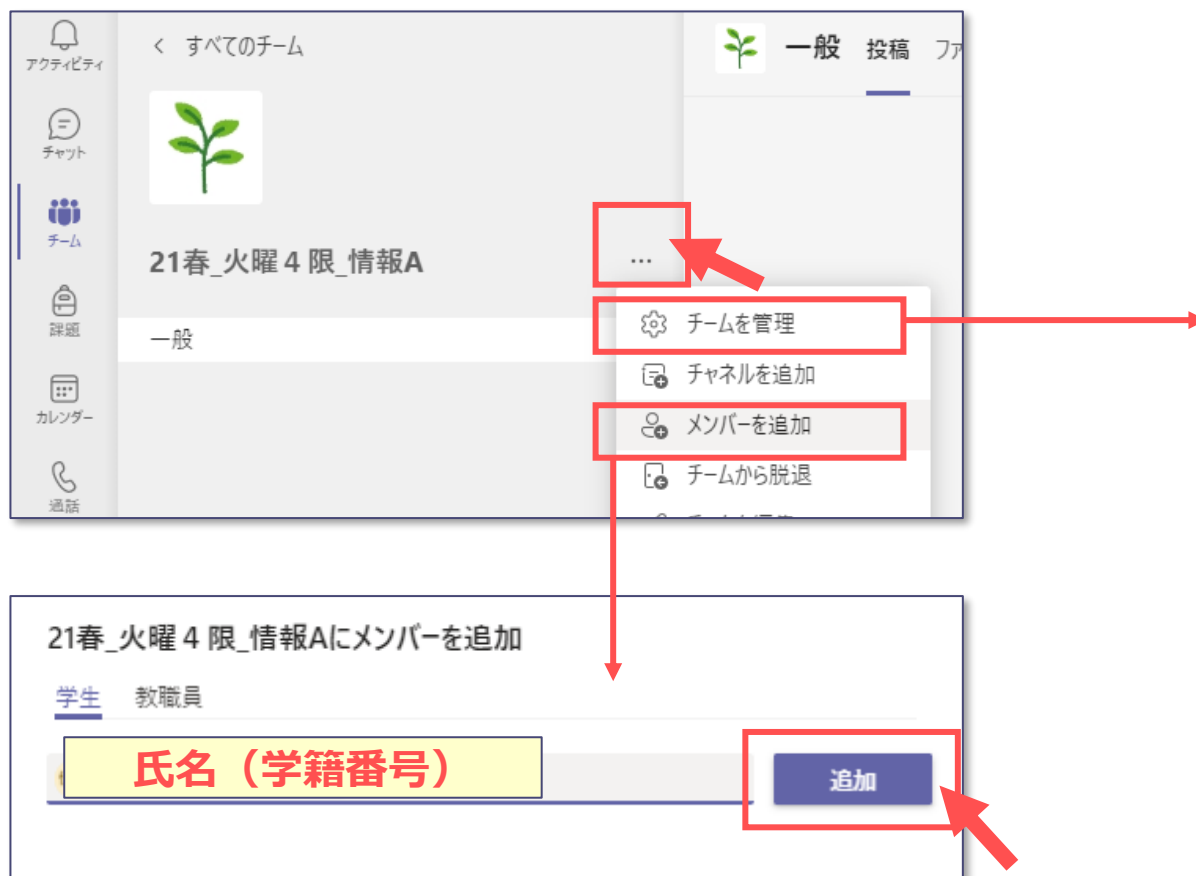 アクティビティ
チャット
チーム
課題
カレンダー
通話
< すべてのチーム
21春_火曜４限_情報A
…
一般
一般 投稿 ファ
チームを管理
チャネルを追加
メンバーを追加
チームから脱退
21春_火曜４限_情報Aにメンバーを追加
学生 教職員
氏名（学籍番号）
追加